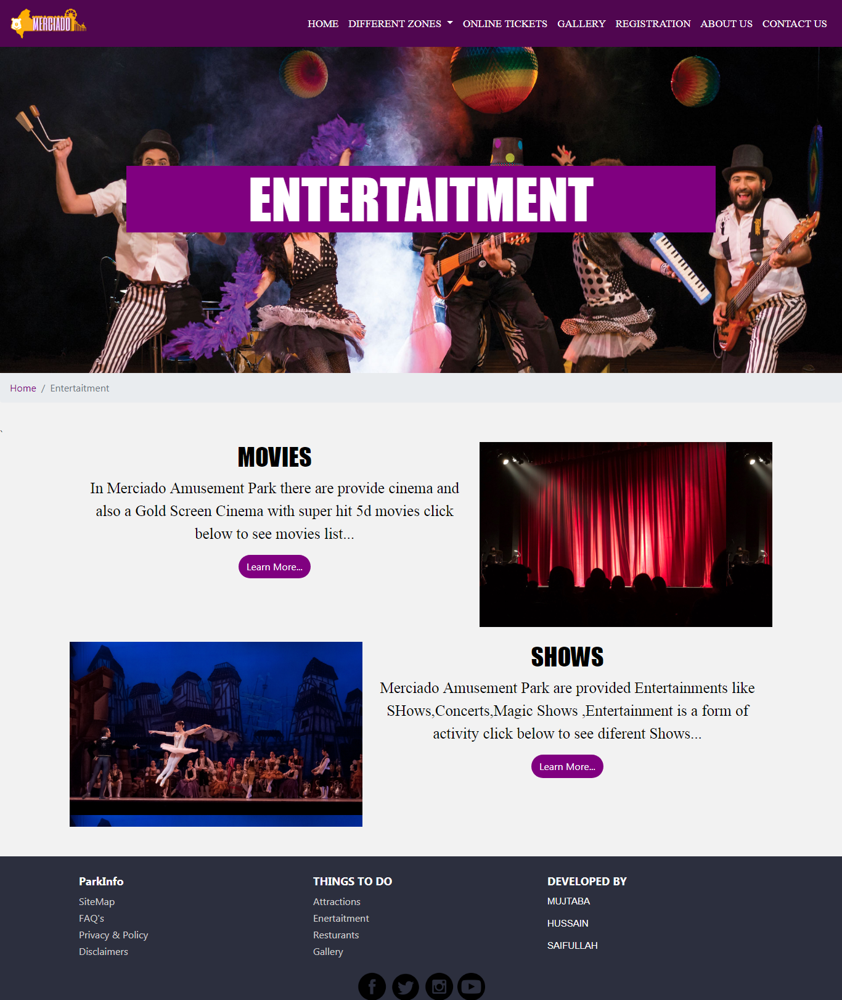 MERCIADO
HOME DIFFERENT ZONES ONLINE TICKETS GALLERY REGISTRATION ABOUT US CONTACT US
ENTERTAITMENT
Home / Entertaitment
`
MOVIES
In Merciado Amusement Park there are provide cinema and
also a Gold Screen Cinema with super hit 5d movies click
below to see movies list...
Learn More...
SHOWS
Merciado Amusement Park are provided Entertainments like
SHows,Concerts,Magic Shows ,Entertainment is a form of
activity click below to see diferent Shows...
Learn More...
ParkInfo
SiteMap
FAQ's
Privacy & Policy
Disclaimers
THINGS TO DO
Attractions
Enertaitment
Resturants
Gallery
DEVELOPED BY
MUJTABA
HUSSAIN
SAIFULLAH